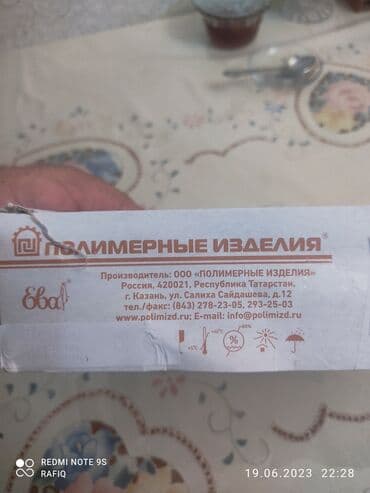 ПОЛИМЕРНЫЕ ИЗДЕЛИЯ®
Производитель: ООО «ПОЛИМЕРНЫЕ ИЗДЕЛИЯ»
Россия, 420021, Республика Татарстан,
г. Казань, ул. Салиха Сайдашева, д.12
тел./факс: (843) 278-23-05, 293-25-03
www.polimizd.ru; E-mail: info@polimizd.ru
Ева
%
REDMI NOTE 9S
RAFIQ
19.06.2023 22:28